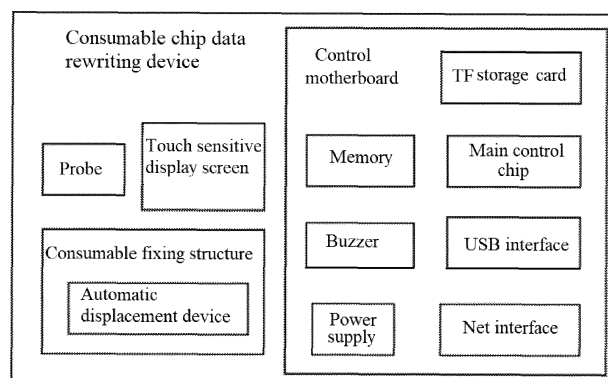 Consumable chip data
rewriting device
Probe
Touch sensitive
display screen
Consumable fixing structure
Automatic
displacement device
Control
motherboard
TF storage card
Memory
Main control
chip
Buzzer
USB interface
Power
supply
Net interface